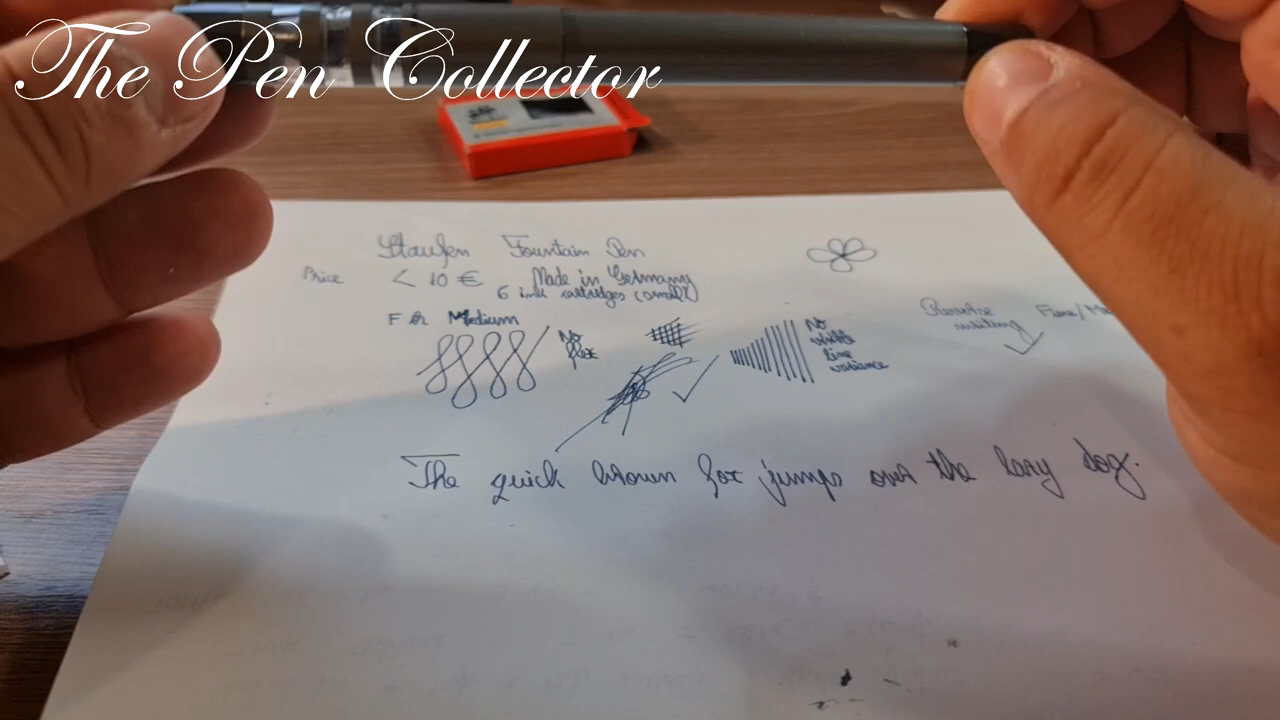 The Pen Collector
Staufen Fountain Pen
Price < 10 € Made in Germany
6 ink cartridges (small)
F or Medium
No
flex
No
white
line
variance
Reverse
writing
Fine/M
The quick brown fox jumps over the lazy dog.